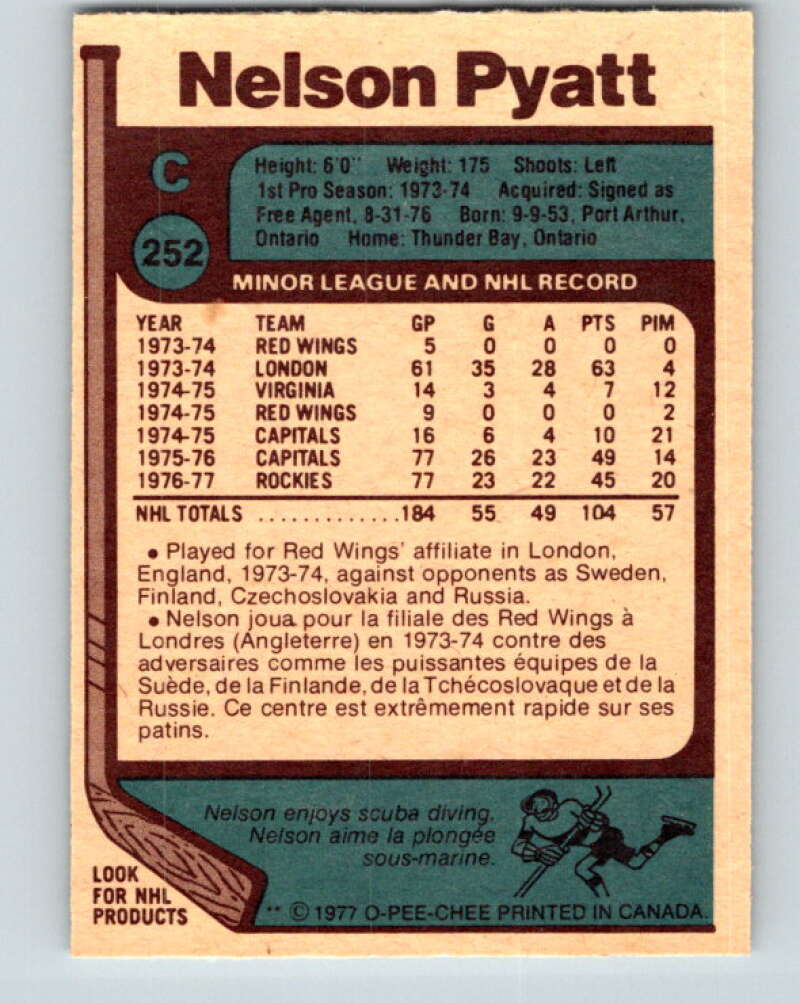 Nelson Pyatt
C
252
Height: 6'0" Weight: 175 Shoots: Left
1st Pro Season: 1973-74 Acquired: Signed as
Free Agent, 8-31-76 Born: 9-9-53, Port Arthur,
Ontario Home: Thunder Bay, Ontario
MINOR LEAGUE AND NHL RECORD
YEAR TEAM GP G A PTS PIM
1973-74 RED WINGS 5 0 0 0 0
1973-74 LONDON 61 35 28 63 4
1974-75 VIRGINIA 14 3 4 7 12
1974-75 RED WINGS 9 0 0 0 2
1974-75 CAPITALS 16 6 4 10 21
1975-76 CAPITALS 77 26 23 49 14
1976-77 ROCKIES 77 23 22 45 20
NHL TOTALS .............184 55 49 104 57
• Played for Red Wings' affiliate in London,
England, 1973-74, against opponents as Sweden,
Finland, Czechoslovakia and Russia.
• Nelson joua pour la filiale des Red Wings à
Londres (Angleterre) en 1973-74 contre des
adversaires comme les puissantes équipes de la
Suède, de la Finlande, de la Tchécoslovaque et de la
Russie. Ce centre est extrêmement rapide sur ses
patins.
Nelson enjoys scuba diving.
Nelson aime la plongée
sous-marine.
LOOK
FOR NHL
PRODUCTS
** © 1977 O-PEE-CHEE PRINTED IN CANADA.